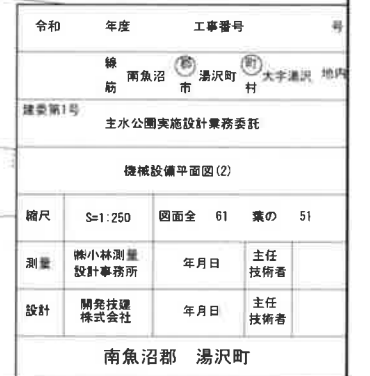 令和 年度 工事番号 号
線 郡 町
南魚沼 湯沢町 大字湯沢 地内
筋 市 村
建委第1号
主水公園実施設計業務委託
機械設備平面図(2)
縮尺 S=1:250 図面全 61 葉の 51
測量 ㈱小林測量 設計事務所 年月日 主任 技術者
設計 開発技建 株式会社 年月日 主任 技術者
南魚沼郡 湯沢町